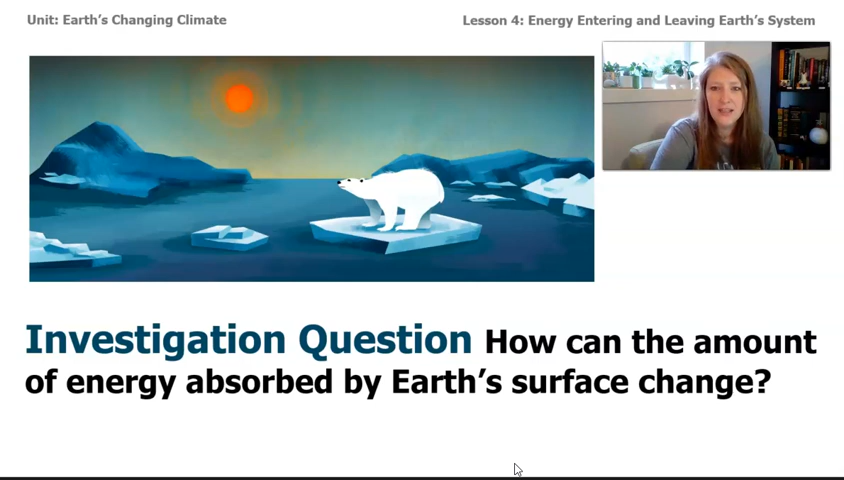 Unit: Earth's Changing Climate
Lesson 4: Energy Entering and Leaving Earth's System
Investigation Question How can the amount
of energy absorbed by Earth's surface change?